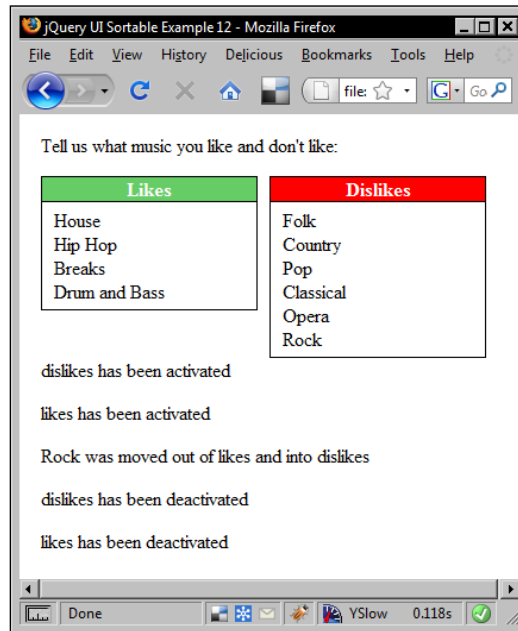 jQuery UI Sortable Example 12 - Mozilla Firefox
File Edit View History Delicious Bookmarks Tools Help
file: G Go
Tell us what music you like and don't like:
Likes
House
Hip Hop
Breaks
Drum and Bass
Dislikes
Folk
Country
Pop
Classical
Opera
Rock
dislikes has been activated
likes has been activated
Rock was moved out of likes and into dislikes
dislikes has been deactivated
likes has been deactivated
Done YSlow 0.118s